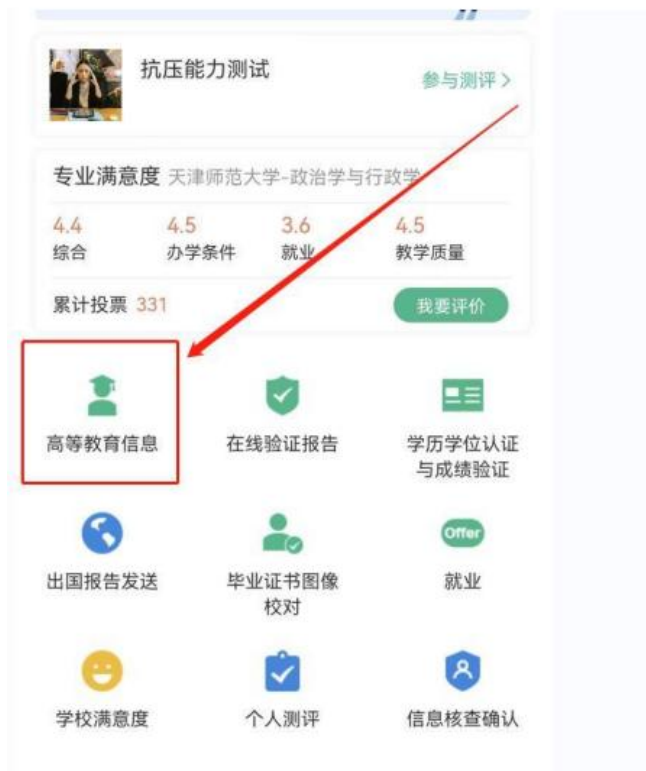 抗压能力测试
参与测评 >
专业满意度 天津师范大学-政治学与行政学
4.4 4.5 3.6 4.5
综合 办学条件 就业 教学质量
累计投票 331 我要评价
高等教育信息 在线验证报告 学历学位认证
与成绩验证
Offer
出国报告发送 毕业证书图像 就业
校对
学校满意度 个人测评 信息核查确认